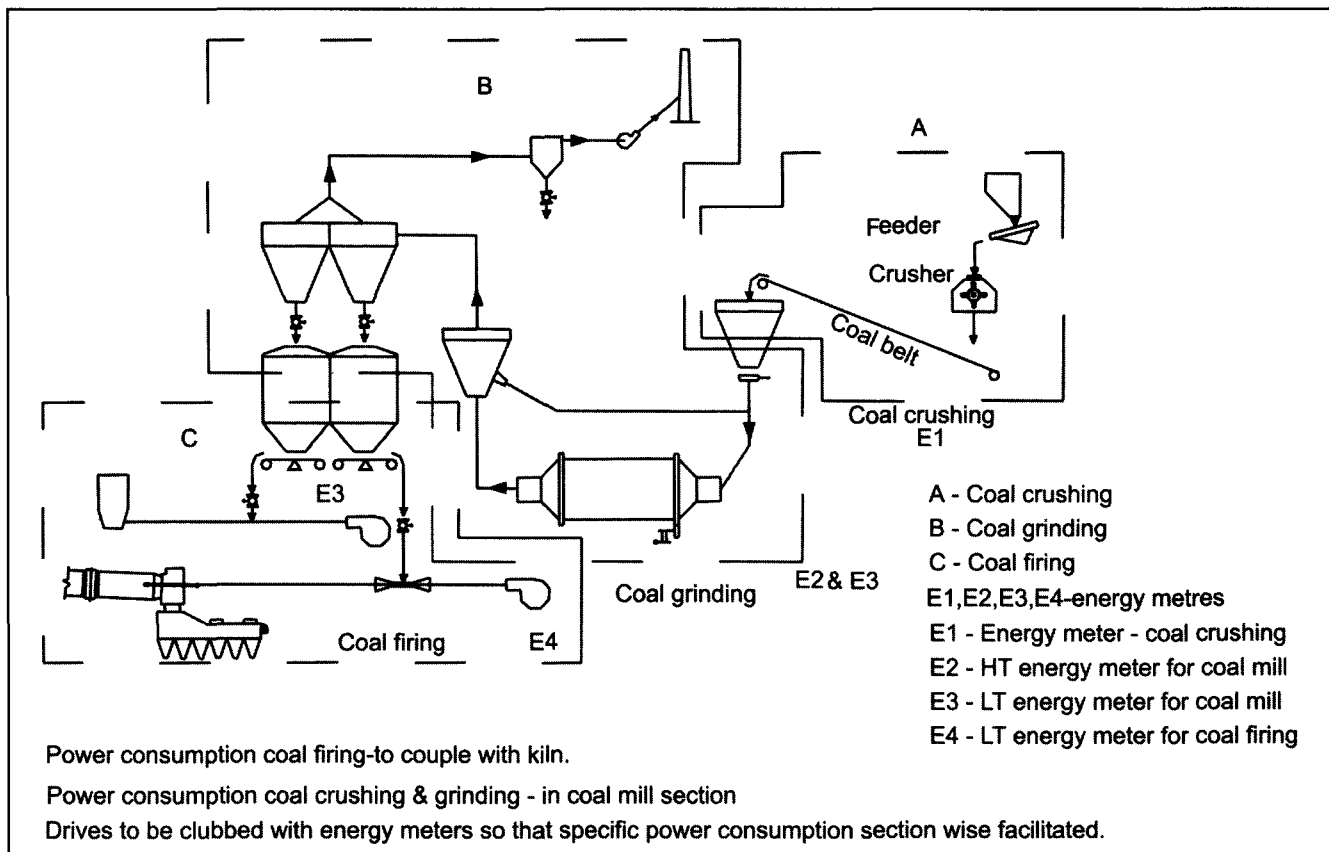 B
A
Feeder
Crusher
Coal belt
Coal crushing
E1
C
E3
E2 & E3
Coal grinding
Coal firing
E4
A - Coal crushing
B - Coal grinding
C - Coal firing
E1,E2,E3,E4-energy metres
E1 - Energy meter - coal crushing
E2 - HT energy meter for coal mill
E3 - LT energy meter for coal mill
E4 - LT energy meter for coal firing
Power consumption coal firing-to couple with kiln.
Power consumption coal crushing & grinding - in coal mill section
Drives to be clubbed with energy meters so that specific power consumption section wise facilitated.